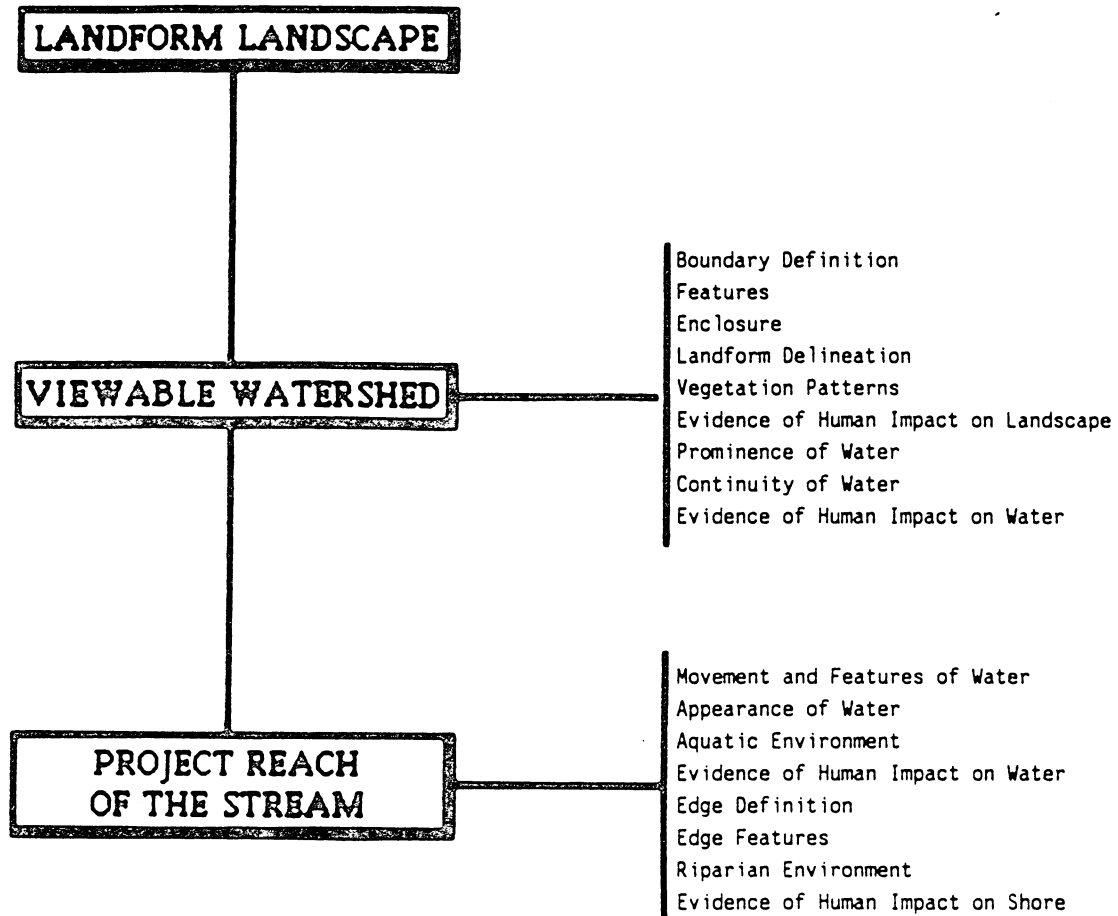 LANDFORM LANDSCAPE
VIEWABLE WATERSHED
Boundary Definition
Features
Enclosure
Landform Delineation
Vegetation Patterns
Evidence of Human Impact on Landscape
Prominence of Water
Continuity of Water
Evidence of Human Impact on Water
PROJECT REACH
OF THE STREAM
Movement and Features of Water
Appearance of Water
Aquatic Environment
Evidence of Human Impact on Water
Edge Definition
Edge Features
Riparian Environment
Evidence of Human Impact on Shore